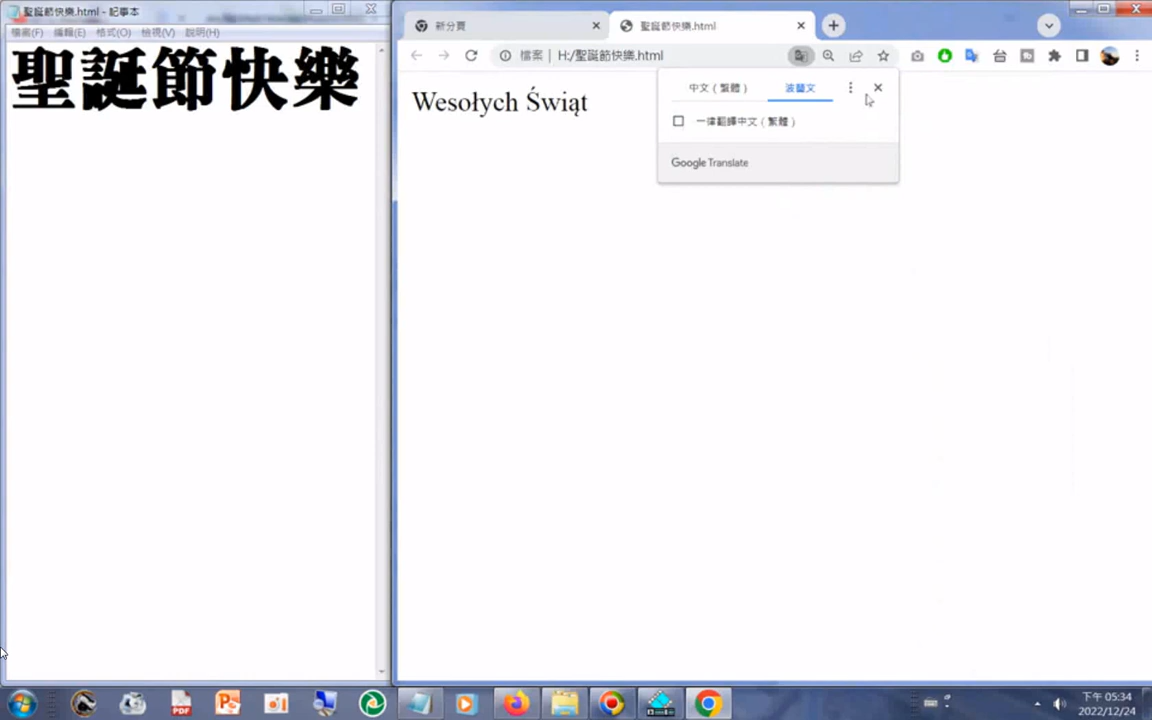 聖誕節快樂.html - 記事本
檔案(F) 編輯(E) 格式(O) 檢視(V) 說明(H)
聖誕節快樂
新分頁
聖誕節快樂.html
檔案 | H:/聖誕節快樂.html
中文（繁體）
波蘭文
一律翻譯中文（繁體）
Google Translate
Wesołych Świąt
下午 05:34
2022/12/24